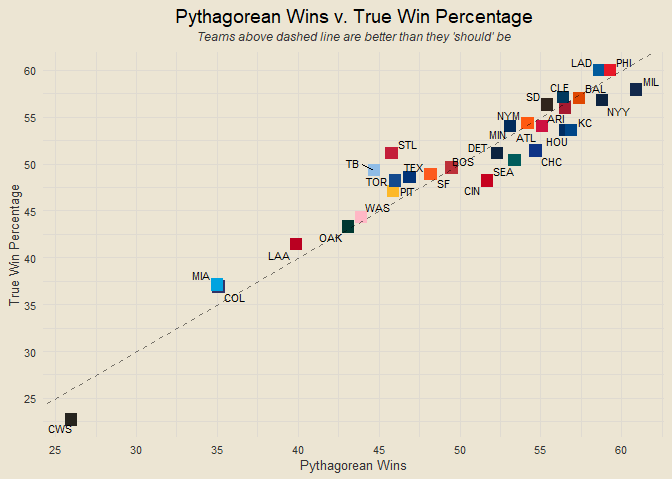 Pythagorean Wins v. True Win Percentage
Teams above dashed line are better than they 'should' be
True Win Percentage
60
55
50
45
40
35
30
25
LAD
PHI
MIL
CLE
BAL
SD
NYY
NYM
ARI
KC
MIN
ATL
HOU
STL
DET
CHC
TB
TEX
BOS
SEA
TOR
PIT
SF
CIN
WAS
OAK
LAA
MIA
COL
CWS
25
30
35
40
45
50
55
60
Pythagorean Wins